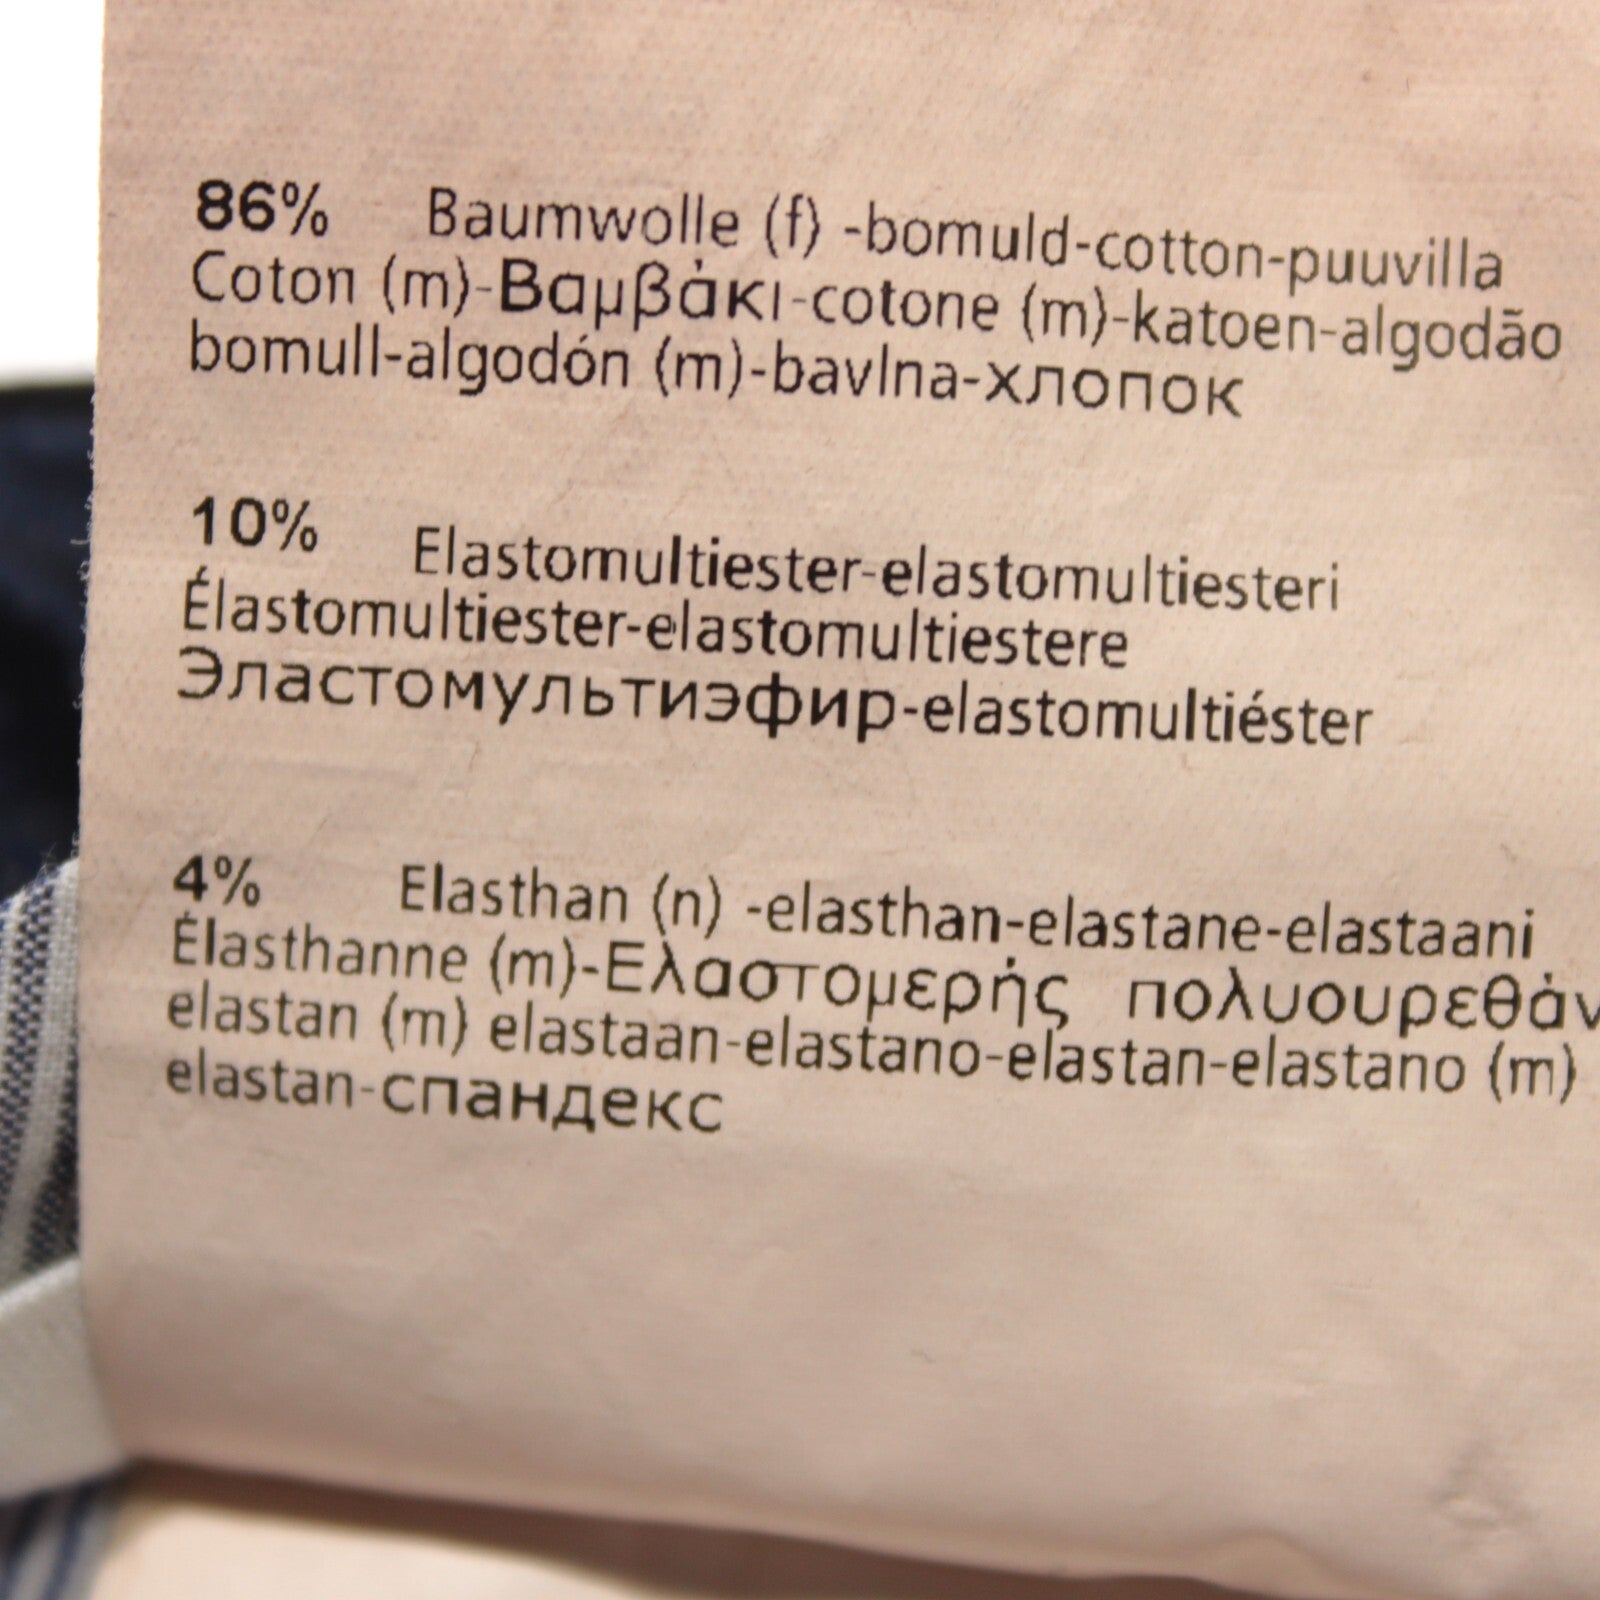 86% Baumwolle (f) -bomuld-cotton-puuvilla
Coton (m)-Βαμβάκι-cotone (m)-katoen-algodão
bomull-algodón (m)-bavlna-хлопок
10% Elastomultiester-elastomultiesteri
Élastomultiester-elastomultiestere
Эластомультиэфир-elastomultiéster
4% Elasthan (n) -elasthan-elastane-elastaani
Élasthanne (m)-Ελαστομερής πολυουρεθάν
elastan (m) elastaan-elastano-elastan-elastano (m)
elastan-спандекс